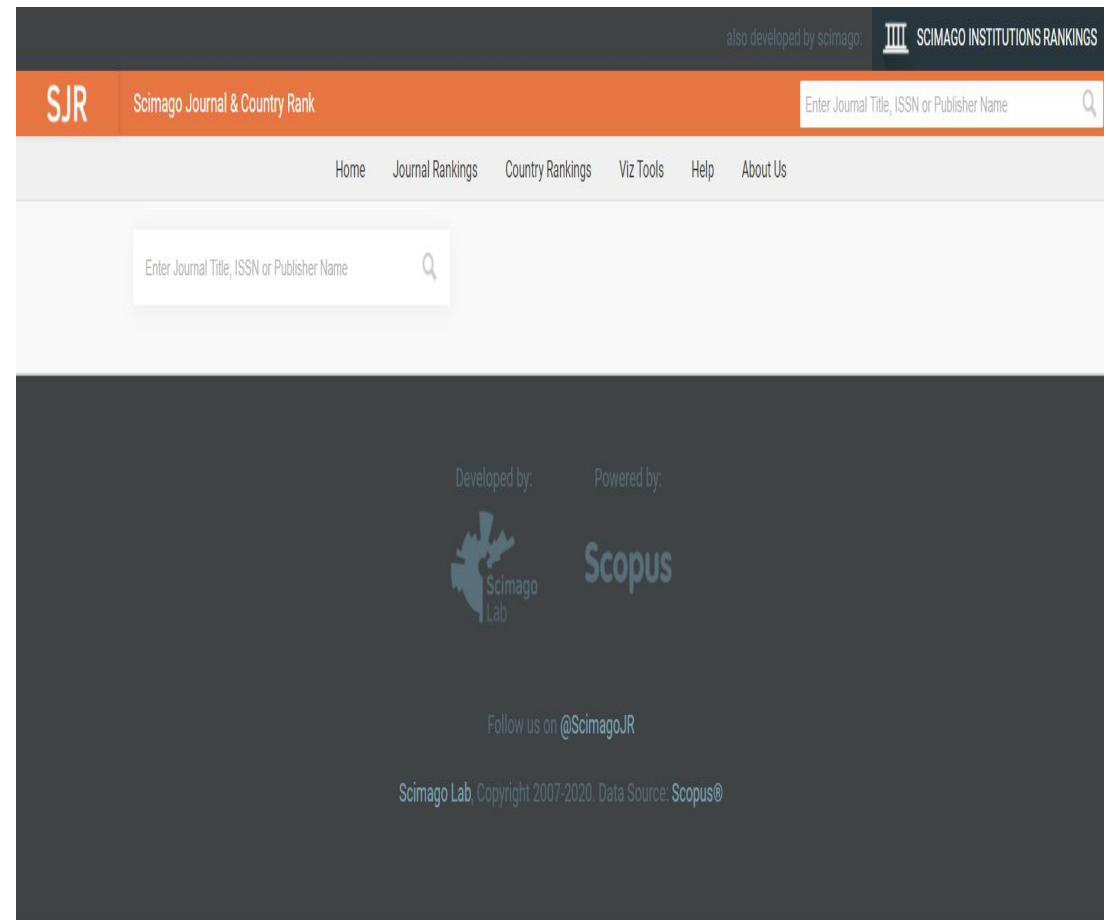 also developed by scimago: SCIMAGO INSTITUTIONS RANKINGS
SJR Scimago Journal & Country Rank Enter Journal Title, ISSN or Publisher Name
Home Journal Rankings Country Rankings Viz Tools Help About Us
Enter Journal Title, ISSN or Publisher Name
Developed by: Powered by:
Scimago Lab Scopus
Follow us on @ScimagoJR
Scimago Lab, Copyright 2007-2020. Data Source: Scopus®